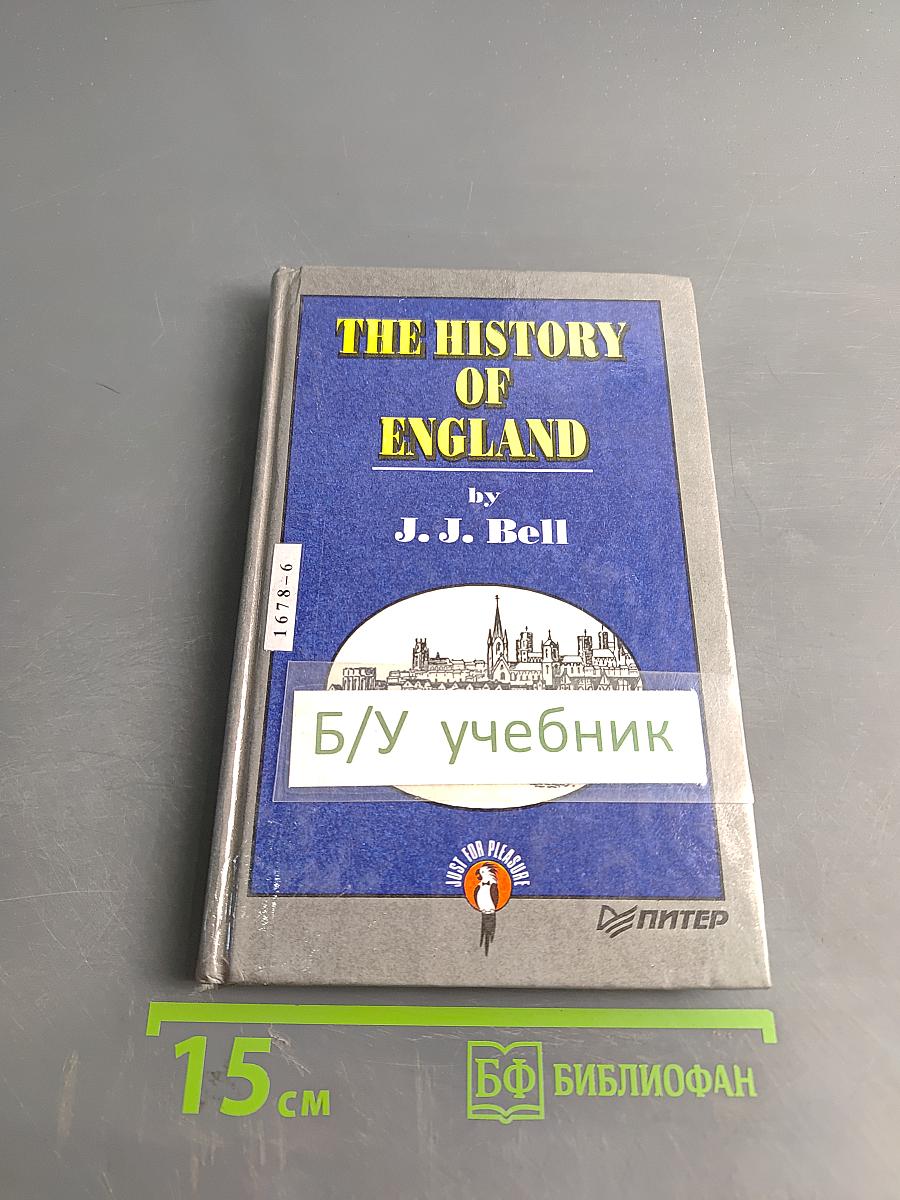 THE HISTORY
OF
ENGLAND
by
J. J. Bell
1678-6
Б/У учебник
JUST FOR PLEASURE
ПИТЕР
15 см
БФ БИБЛИОФАН